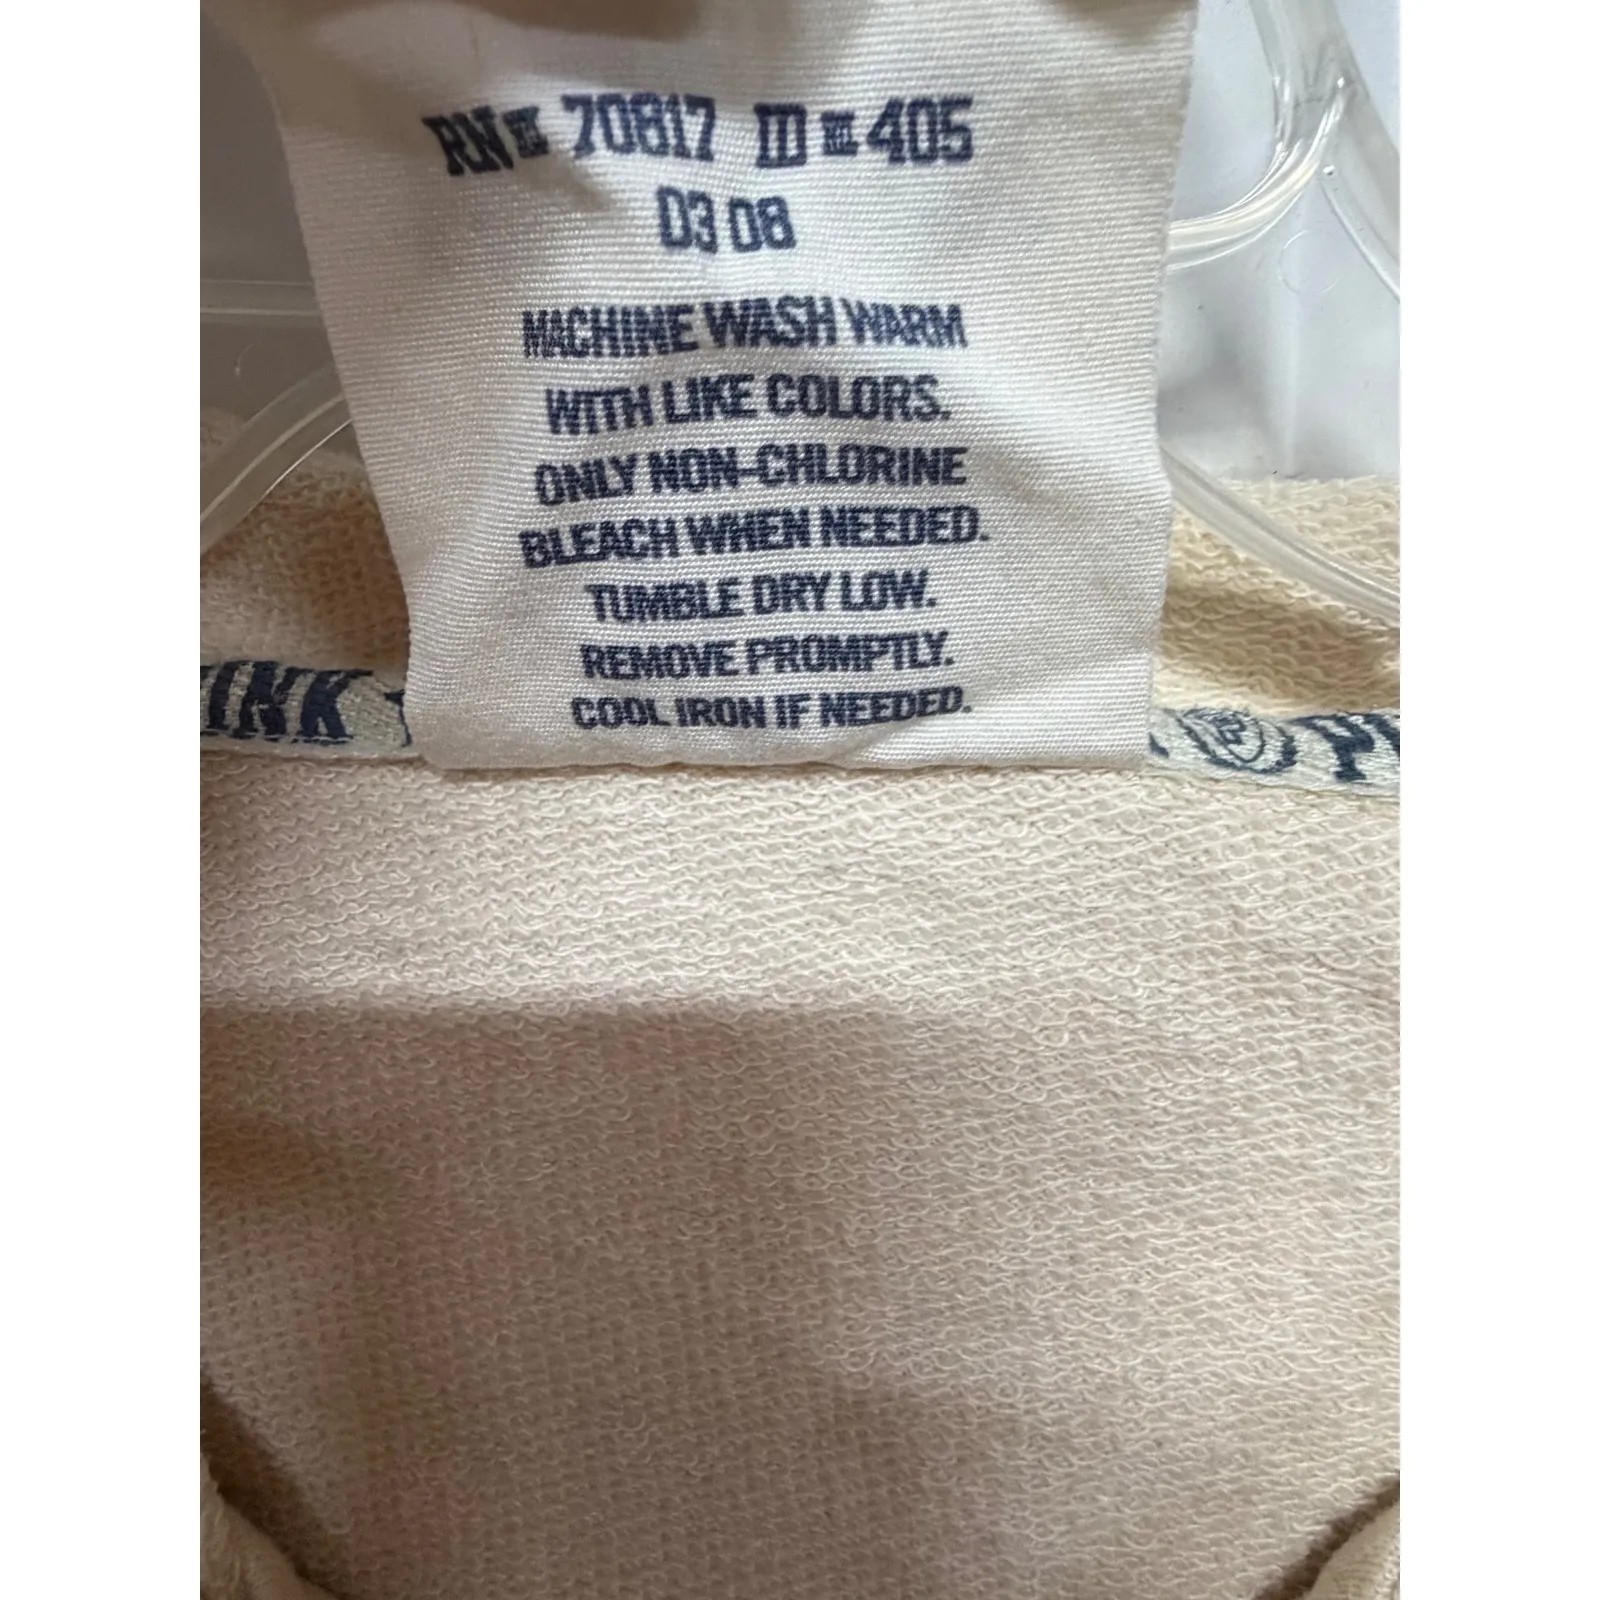 RN# 70817 ID # 405
03 08
MACHINE WASH WARM
WITH LIKE COLORS.
ONLY NON-CHLORINE
BLEACH WHEN NEEDED.
TUMBLE DRY LOW.
REMOVE PROMPTLY.
COOL IRON IF NEEDED.
INK
P P